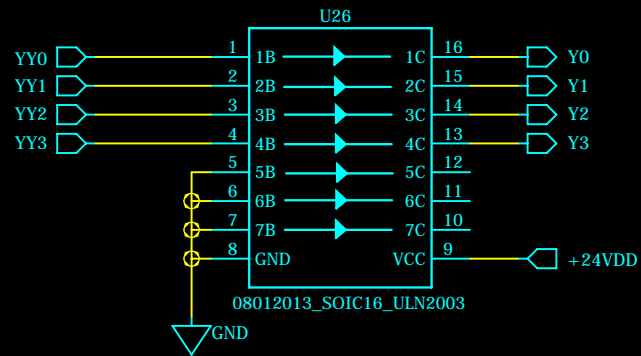 U26
YY0 1 1B 1C 16 Y0
YY1 2 2B 2C 15 Y1
YY2 3 3B 3C 14 Y2
YY3 4 4B 4C 13 Y3
5 5B 5C 12
6 6B 6C 11
7 7B 7C 10
8 GND VCC 9 +24VDD
08012013_SOIC16_ULN2003
GND